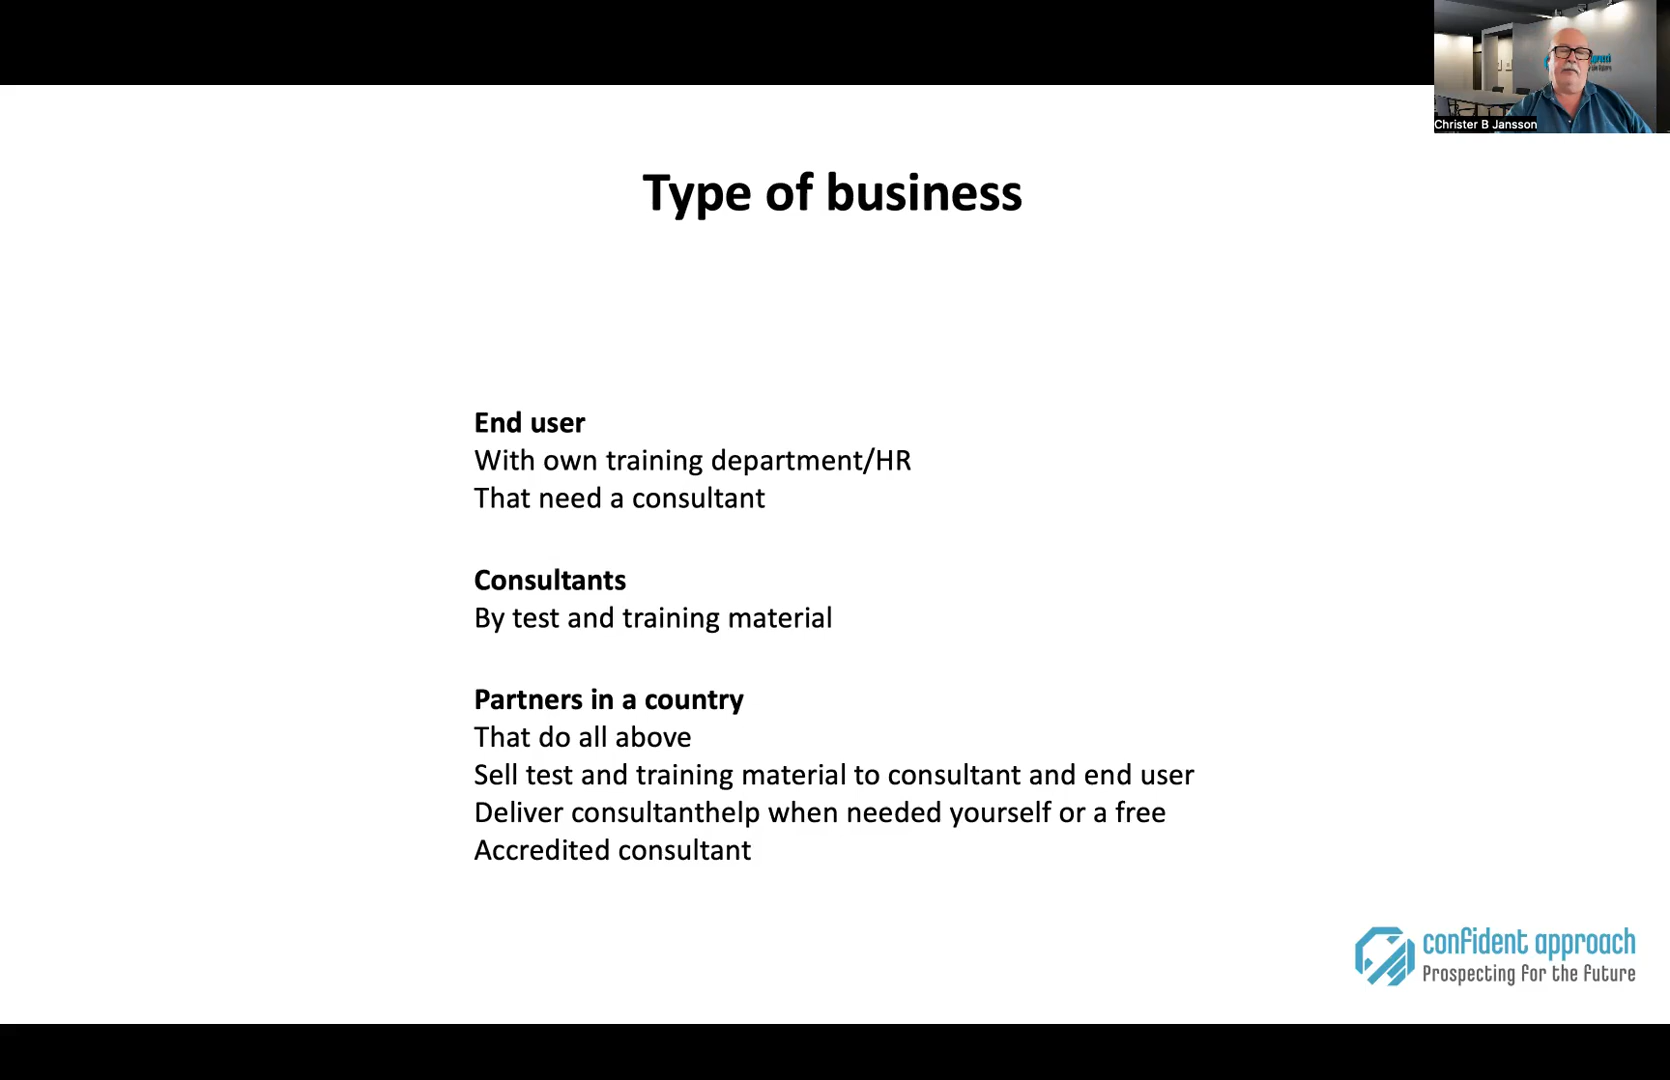 Christer B Jansson
Type of business
End user
With own training department/HR
That need a consultant
Consultants
By test and training material
Partners in a country
That do all above
Sell test and training material to consultant and end user
Deliver consultanthelp when needed yourself or a free
Accredited consultant
confident approach
Prospecting for the future